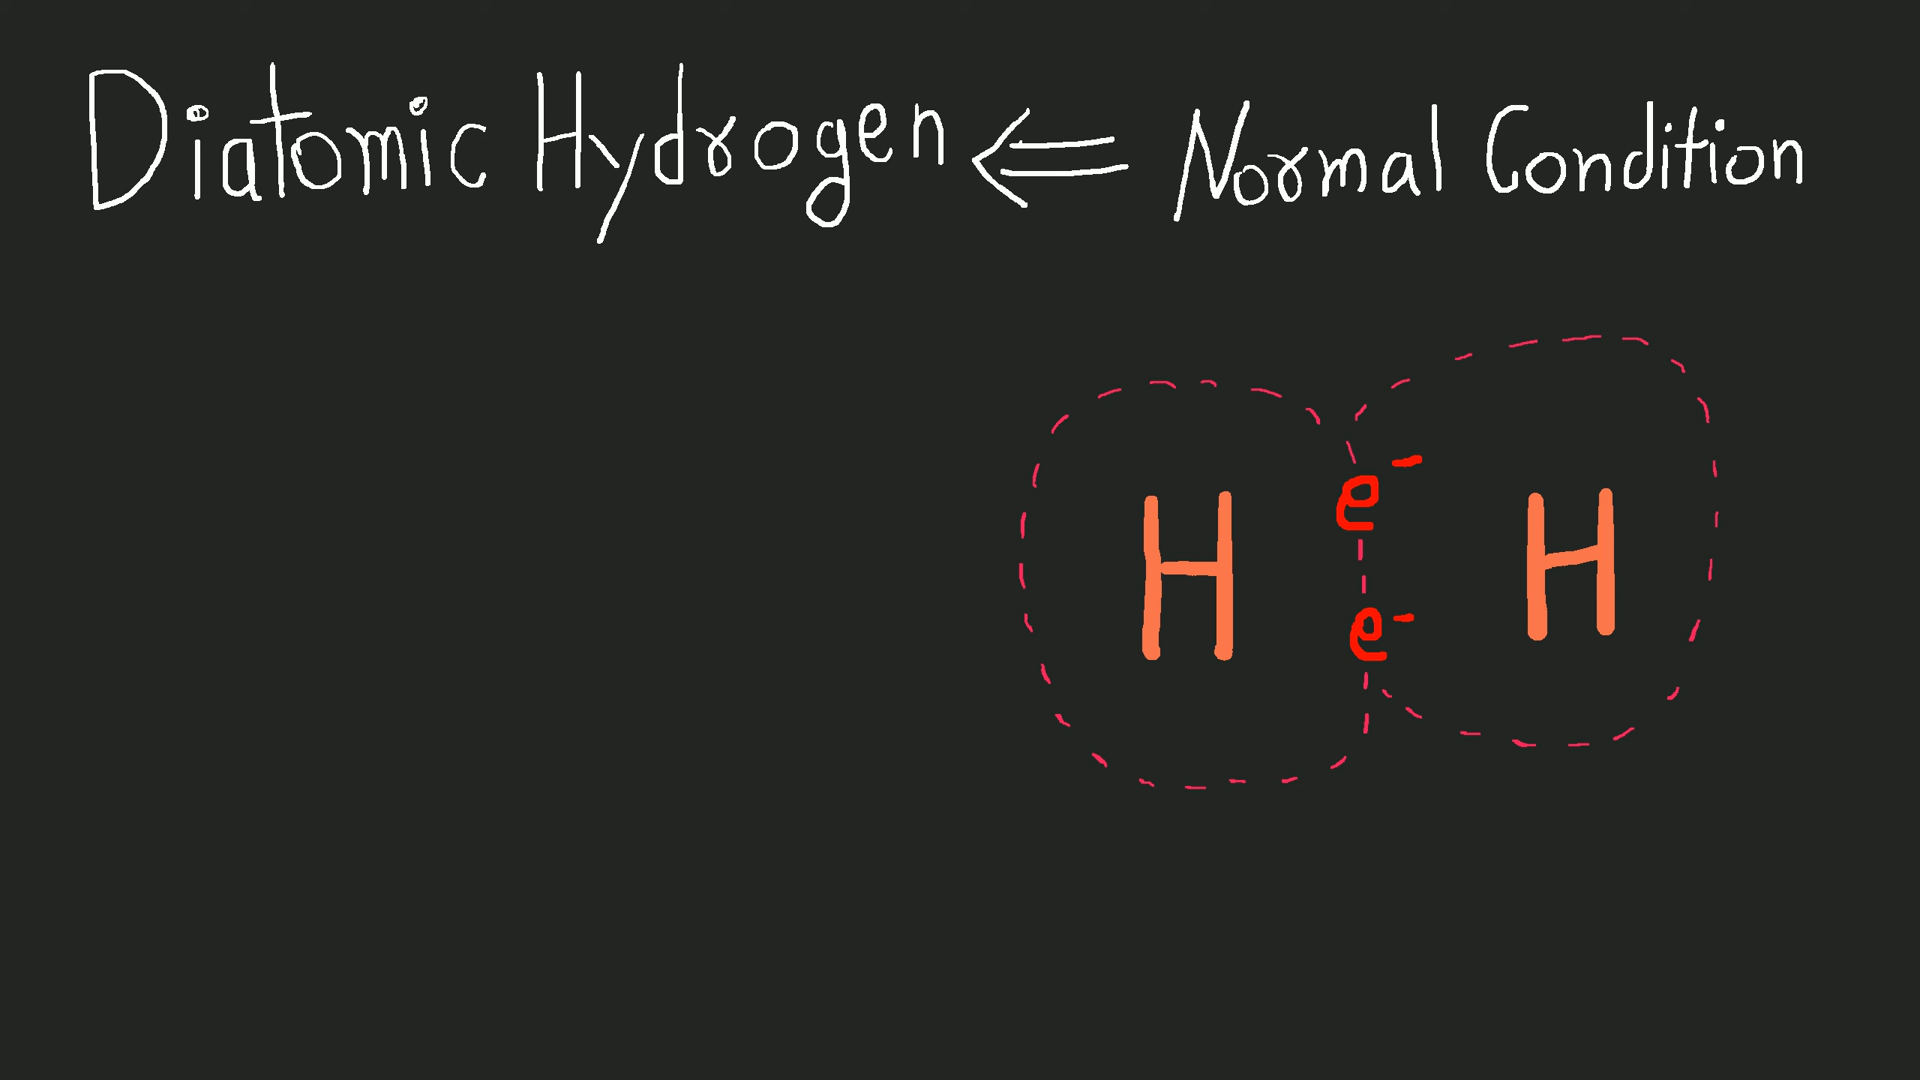 Diatomic Hydrogen ⇐ Normal Condition
e⁻
H H
e⁻